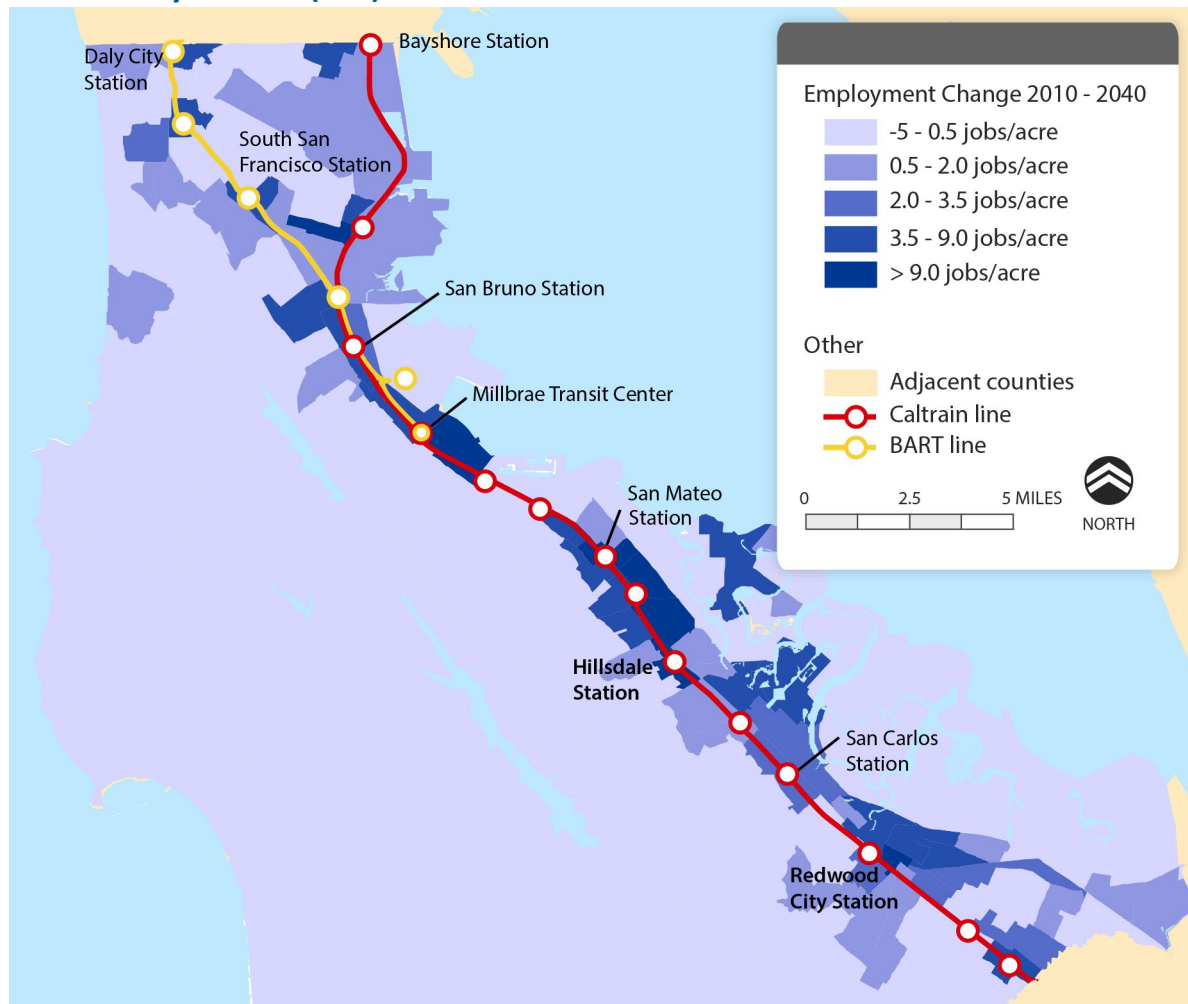 Bayshore Station
Daly City
Station
South San
Francisco Station
San Bruno Station
Millbrae Transit Center
San Mateo
Station
Hillsdale
Station
San Carlos
Station
Redwood
City Station
Employment Change 2010 - 2040
-5 - 0.5 jobs/acre
0.5 - 2.0 jobs/acre
2.0 - 3.5 jobs/acre
3.5 - 9.0 jobs/acre
> 9.0 jobs/acre
Other
Adjacent counties
Caltrain line
BART line
0 2.5 5 MILES
NORTH